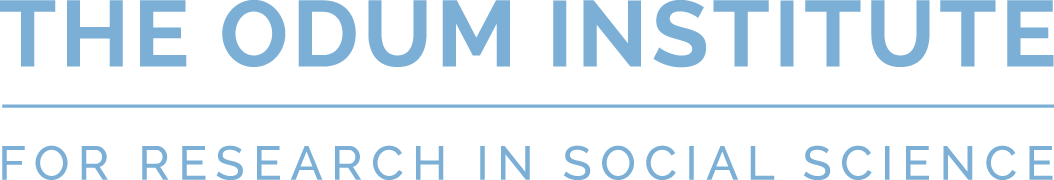 THE ODUM INSTITUTE
FOR RESEARCH IN SOCIAL SCIENCE